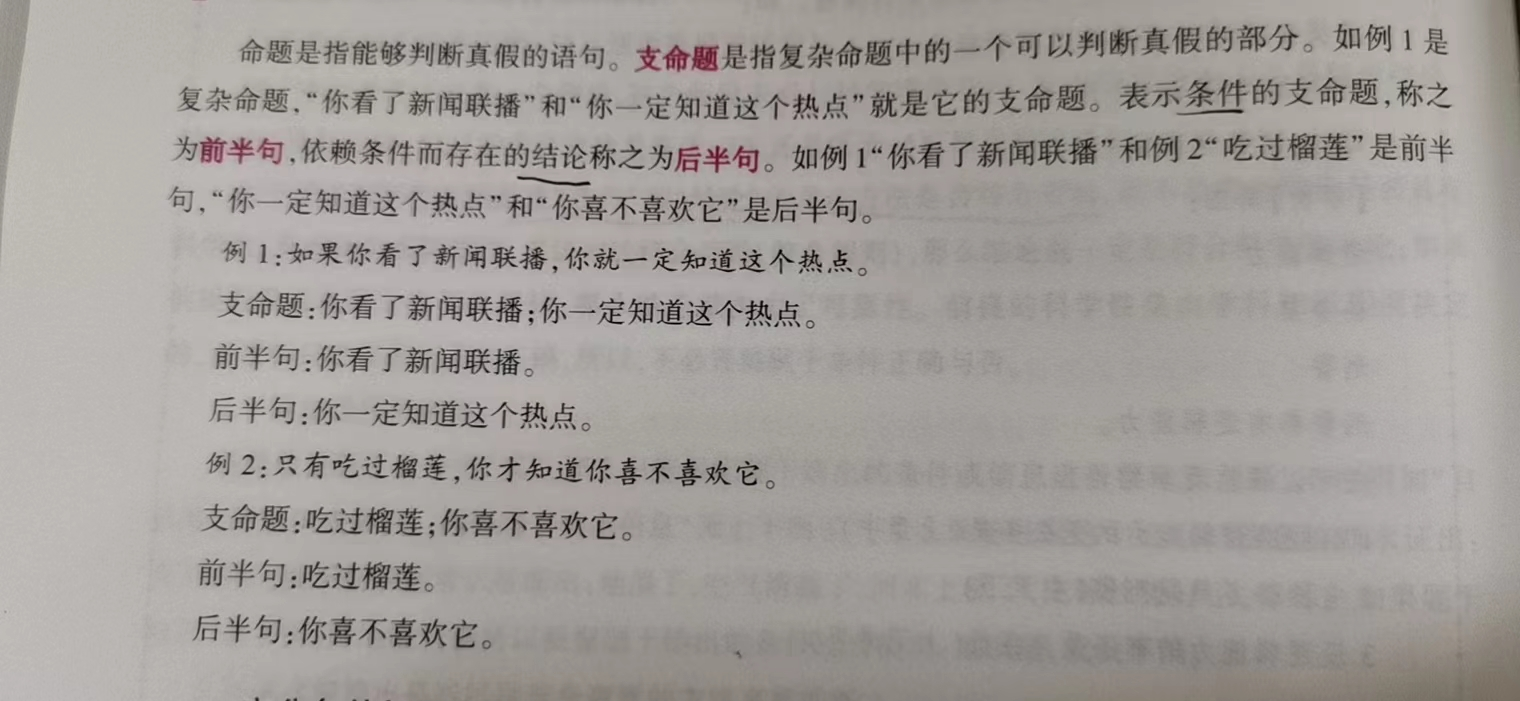 命题是指能够判断真假的语句。支命题是指复杂命题中的一个可以判断真假的部分。如例1是
复杂命题,“你看了新闻联播”和“你一定知道这个热点”就是它的支命题。表示条件的支命题,称之
为前半句,依赖条件而存在的结论称之为后半句。如例1“你看了新闻联播”和例2“吃过榴莲”是前半
句,“你一定知道这个热点”和“你喜不喜欢它”是后半句。
例1:如果你看了新闻联播,你就一定知道这个热点。
支命题:你看了新闻联播;你一定知道这个热点。
前半句:你看了新闻联播。
后半句:你一定知道这个热点。
例2:只有吃过榴莲,你才知道你喜不喜欢它。
支命题:吃过榴莲;你喜不喜欢它。
前半句:吃过榴莲。
后半句:你喜不喜欢它。